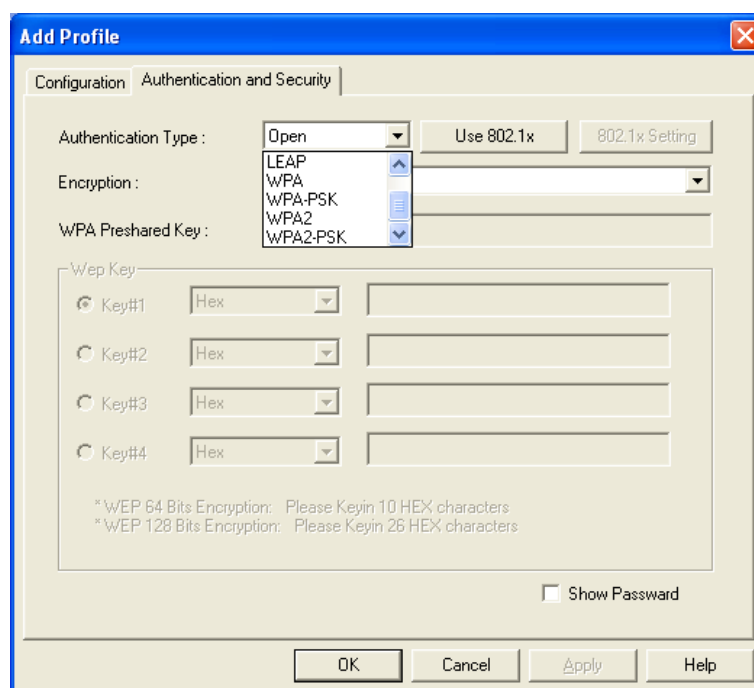 Add Profile
Configuration
Authentication and Security
Authentication Type :
Open
Use 802.1x
802.1x Setting
LEAP
WPA
WPA-PSK
WPA2
WPA2-PSK
Encryption :
WPA Preshared Key :
Wep Key
Key#1
Hex
Key#2
Hex
Key#3
Hex
Key#4
Hex
* WEP 64 Bits Encryption: Please Keyin 10 HEX characters
* WEP 128 Bits Encryption: Please Keyin 26 HEX characters
Show Passward
OK
Cancel
Apply
Help